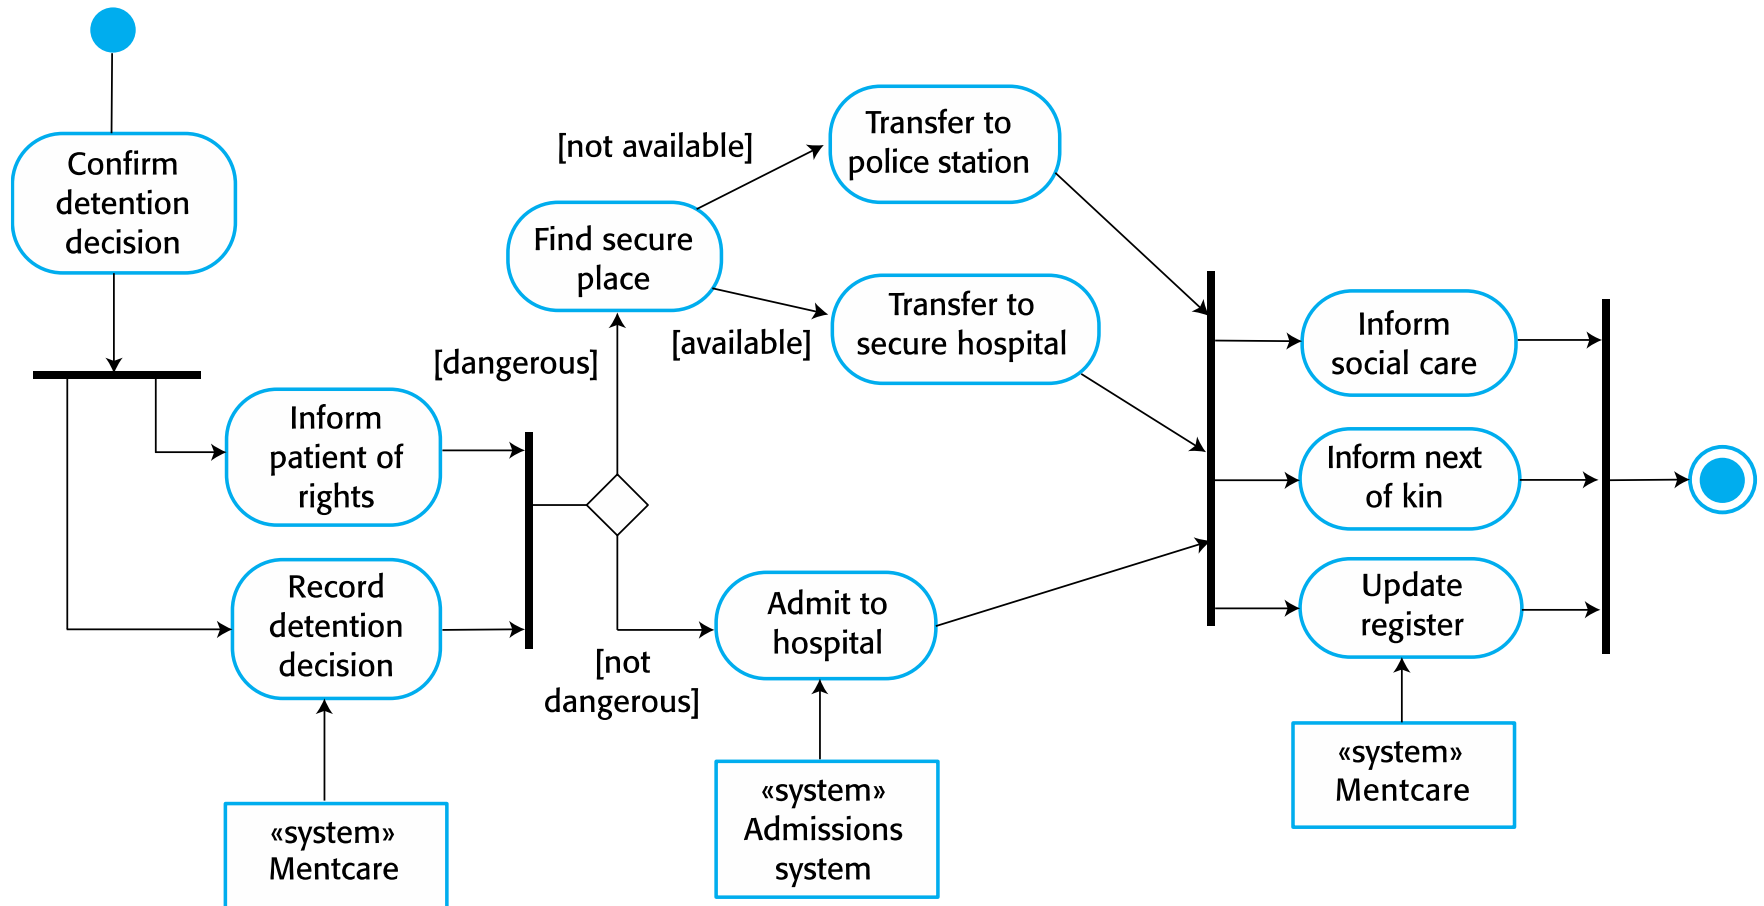 Confirm
detention
decision
Inform
patient of
rights
Record
detention
decision
«system»
Mentcare
[dangerous]
[not
dangerous]
Find secure
place
[not available]
[available]
Transfer to
police station
Transfer to
secure hospital
Admit to
hospital
«system»
Admissions
system
Inform
social care
Inform next
of kin
Update
register
«system»
Mentcare